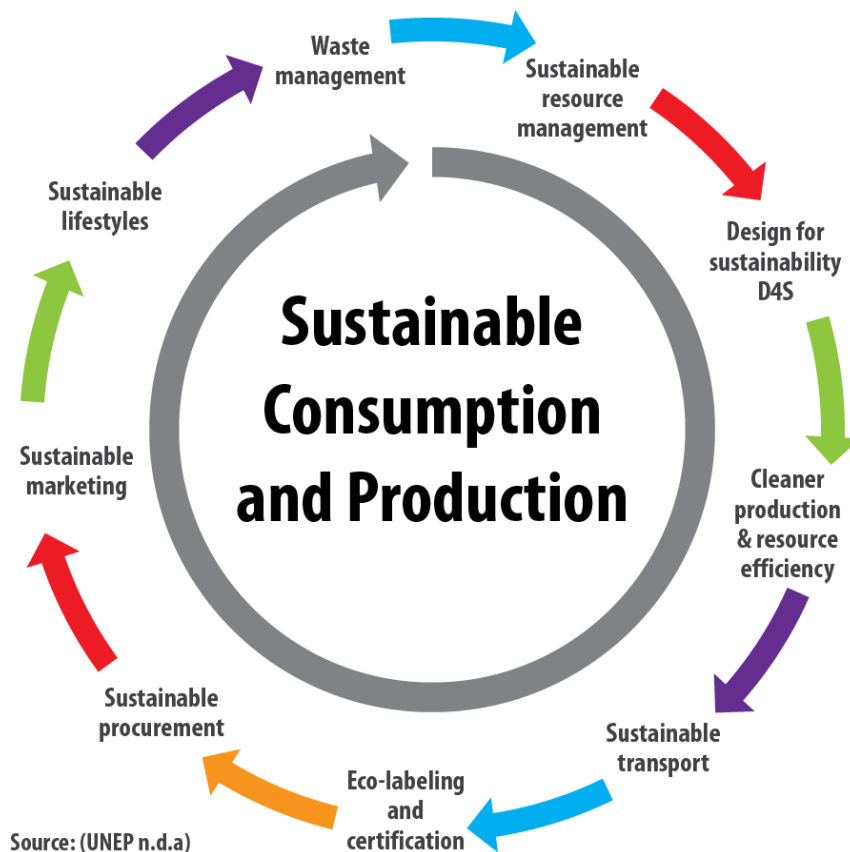 Waste
management
Sustainable
resource
management
Design for
sustainability
D4S
Cleaner
production
& resource
efficiency
Sustainable
transport
Eco-labeling
and
certification
Sustainable
procurement
Sustainable
marketing
Sustainable
lifestyles
Sustainable
Consumption
and Production
Source: (UNEP n.d.a)